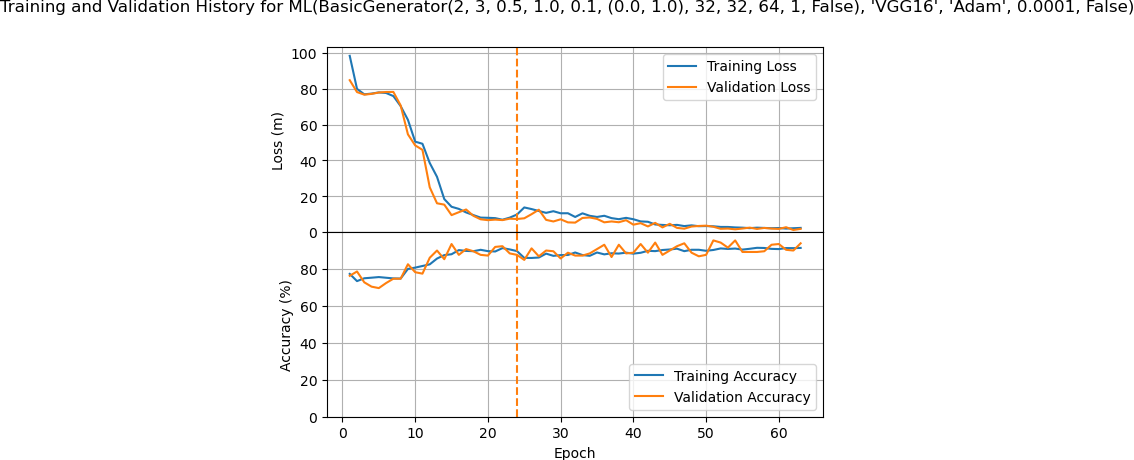 Training and Validation History for ML(BasicGenerator(2, 3, 0.5, 1.0, 0.1, (0.0, 1.0), 32, 32, 64, 1, False), 'VGG16', 'Adam', 0.0001, False)
100
80
60
40
20
0
Loss (m)
Training Loss
Validation Loss
80
60
40
20
0
Accuracy (%)
Training Accuracy
Validation Accuracy
0 10 20 30 40 50 60
Epoch